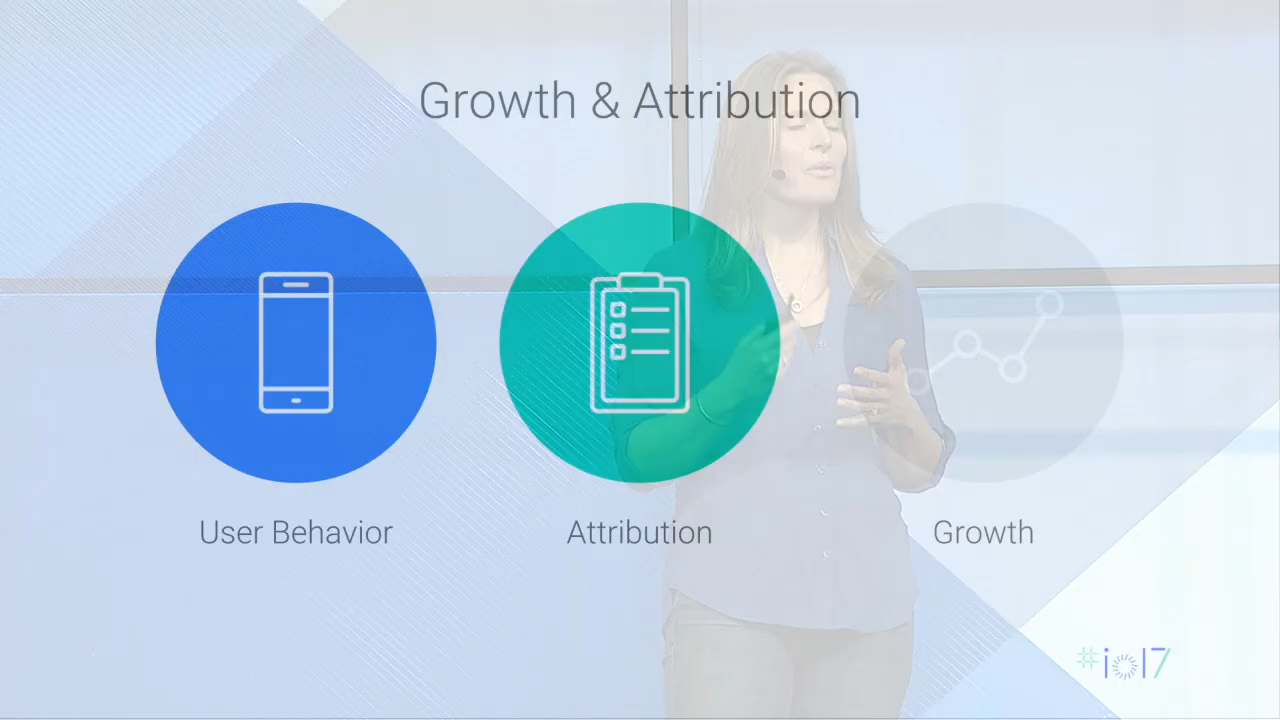 Growth & Attribution
User Behavior
Attribution
Growth
#io17